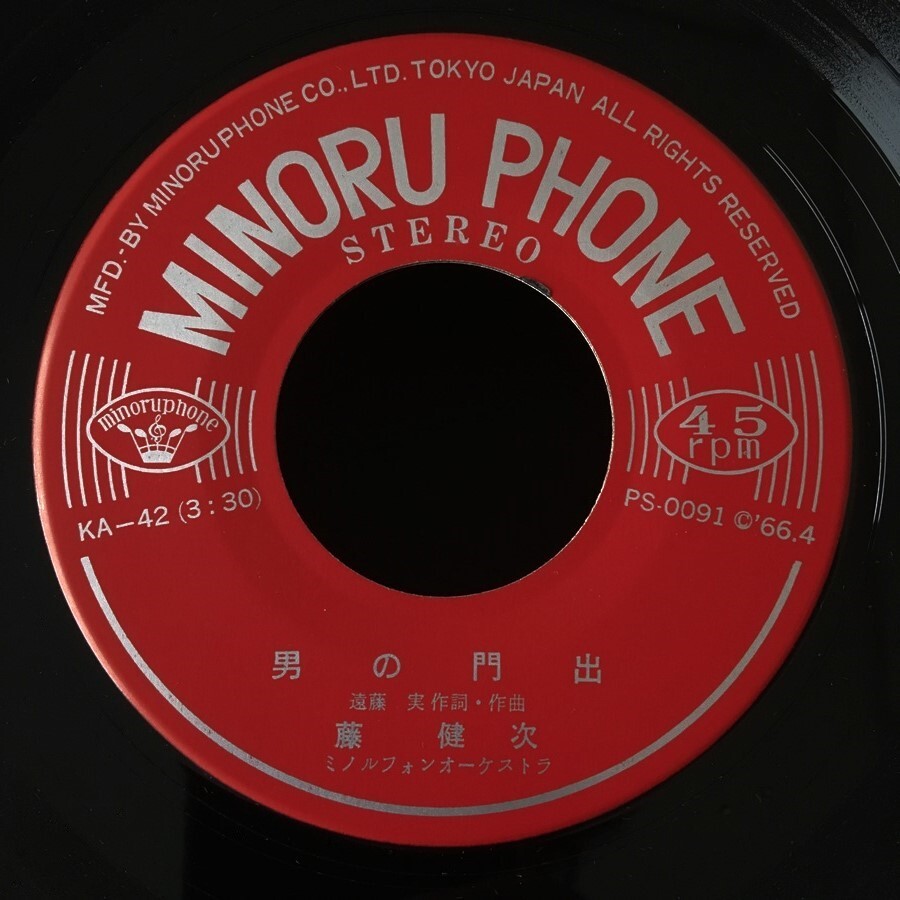 MFD.-BY MINORUPHONE CO.,LTD. TOKYO JAPAN ALL RIGHTS RESERVED
MINORU PHONE
STEREO
minoruphone
45
rpm
KA-42 (3:30)
PS-0091 ©'66.4
男の門出
遠藤 実作詞・作曲
藤 健次
ミノルフォンオーケストラ